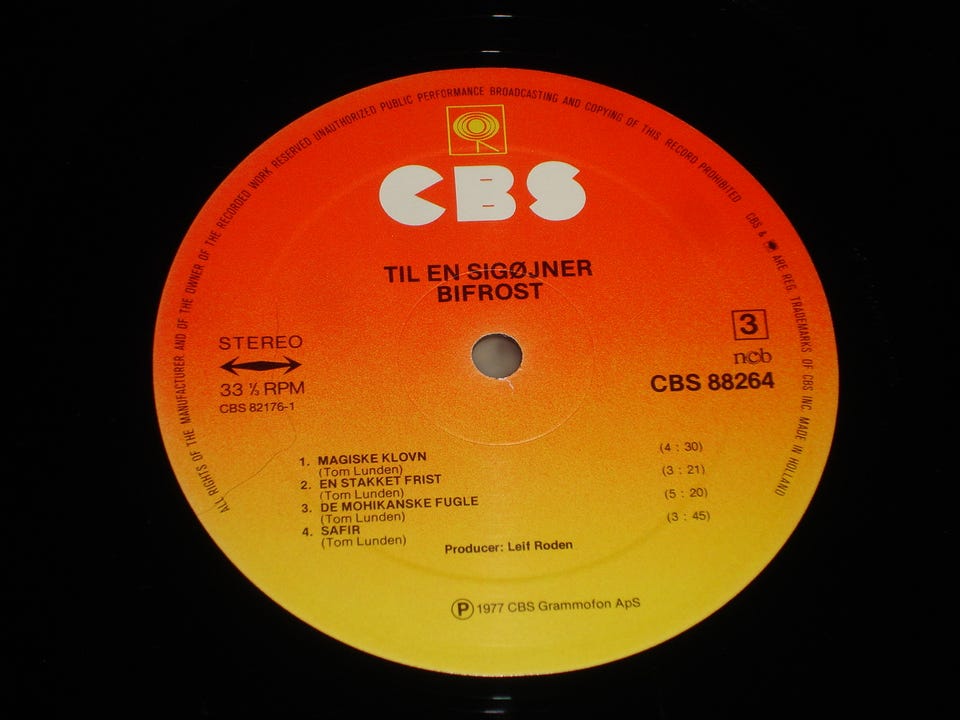 ALL RIGHTS OF THE MANUFACTURER AND OF THE OWNER OF THE RECORDED WORK RESERVED UNAUTHORIZED PUBLIC PERFORMANCE BROADCASTING AND COPYING OF THIS RECORD PROHIBITED CBS & ARE REG. TRADEMARKS OF CBS INC. MADE IN HOLLAND
CBS
TIL EN SIGØJNER
BIFROST
STEREO
33 ⅓ RPM
CBS 82176-1
3
ncb
CBS 88264
1. MAGISKE KLOVN (4 : 30)
(Tom Lunden)
2. EN STAKKET FRIST (3 : 21)
(Tom Lunden)
3. DE MOHIKANSKE FUGLE (5 : 20)
(Tom Lunden)
4. SAFIR (3 : 45)
(Tom Lunden)
Producer: Leif Roden
Ⓟ 1977 CBS Grammofon ApS